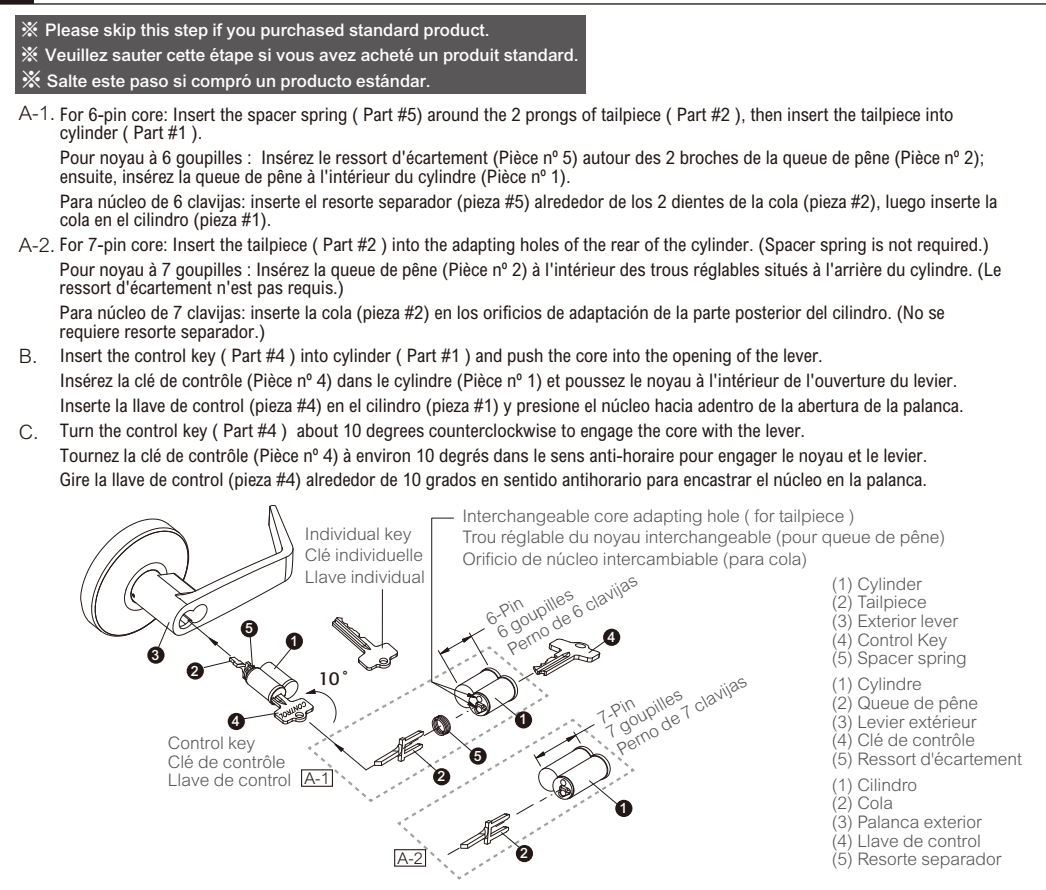 ※ Please skip this step if you purchased standard product.
※ Veuillez sauter cette étape si vous avez acheté un produit standard.
※ Salte este paso si compró un producto estándar.
A-1. For 6-pin core: Insert the spacer spring ( Part #5) around the 2 prongs of tailpiece ( Part #2 ), then insert the tailpiece into
cylinder ( Part #1 ).
Pour noyau à 6 goupilles : Insérez le ressort d'écartement (Pièce nº 5) autour des 2 broches de la queue de pêne (Pièce nº 2);
ensuite, insérez la queue de pêne à l'intérieur du cylindre (Pièce nº 1).
Para núcleo de 6 clavijas: inserte el resorte separador (pieza #5) alrededor de los 2 dientes de la cola (pieza #2), luego inserte la
cola en el cilindro (pieza #1).
A-2. For 7-pin core: Insert the tailpiece ( Part #2 ) into the adapting holes of the rear of the cylinder. (Spacer spring is not required.)
Pour noyau à 7 goupilles : Insérez la queue de pêne (Pièce nº 2) à l'intérieur des trous réglables situés à l'arrière du cylindre. (Le
ressort d'écartement n'est pas requis.)
Para núcleo de 7 clavijas: inserte la cola (pieza #2) en los orificios de adaptación de la parte posterior del cilindro. (No se
requiere resorte separador.)
B. Insert the control key ( Part #4 ) into cylinder ( Part #1 ) and push the core into the opening of the lever.
Insérez la clé de contrôle (Pièce nº 4) dans le cylindre (Pièce nº 1) et poussez le noyau à l'intérieur de l'ouverture du levier.
Inserte la llave de control (pieza #4) en el cilindro (pieza #1) y presione el núcleo hacia adentro de la abertura de la palanca.
C. Turn the control key ( Part #4 ) about 10 degrees counterclockwise to engage the core with the lever.
Tournez la clé de contrôle (Pièce nº 4) à environ 10 degrés dans le sens anti-horaire pour engager le noyau et le levier.
Gire la llave de control (pieza #4) alrededor de 10 grados en sentido antihorario para encastrar el núcleo en la palanca.
Interchangeable core adapting hole ( for tailpiece )
Trou réglable du noyau interchangeable (pour queue de pêne)
Orificio de núcleo intercambiable (para cola)
Individual key
Clé individuelle
Llave individual
6-Pin
6 goupilles
Perno de 6 clavijas
7-Pin
7 goupilles
Perno de 7 clavijas
3
2
5
1
4
10°
CONTROL
Control key
Clé de contrôle
Llave de control
A-1
4
1
5
2
1
2
A-2
(1) Cylinder
(2) Tailpiece
(3) Exterior lever
(4) Control Key
(5) Spacer spring
(1) Cylindre
(2) Queue de pêne
(3) Levier extérieur
(4) Clé de contrôle
(5) Ressort d'écartement
(1) Cilindro
(2) Cola
(3) Palanca exterior
(4) Llave de control
(5) Resorte separador